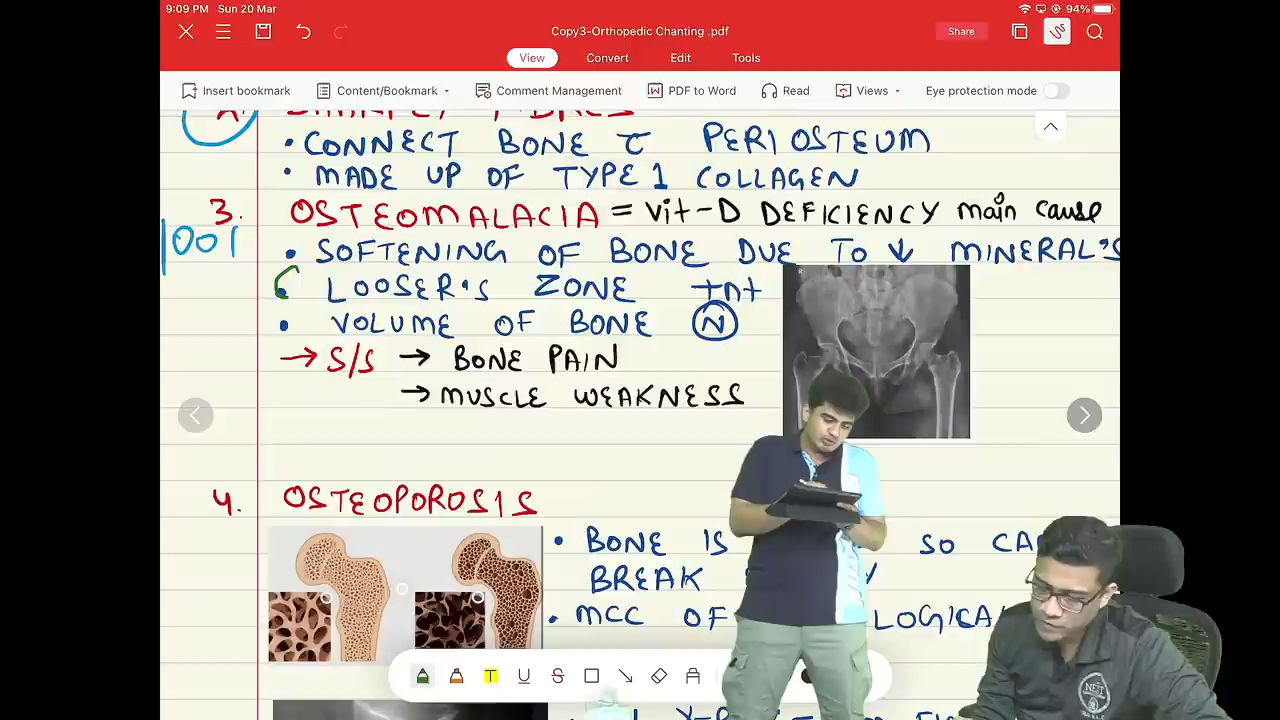 9:09 PM Sun 20 Mar
94%
Copy3-Orthopedic Chanting .pdf
Share
View Convert Edit Tools
Insert bookmark
Content/Bookmark
Comment Management
PDF to Word
Read
Views
Eye protection mode
• CONNECT BONE C̅ PERIOSTEUM
• MADE UP OF TYPE 1 COLLAGEN
3. OSTEOMALACIA = Vit-D DEFICIENCY main cause
1001
• SOFTENING OF BONE DUE TO ↓ MINERAL'S
• LOOSER'S ZONE +nt
• VOLUME OF BONE N
→ S/S → BONE PAIN
→ MUSCLE WEAKNESS
4. OSTEOPOROSIS
• BONE IS SO
BREAK
• MCC OF
NEET